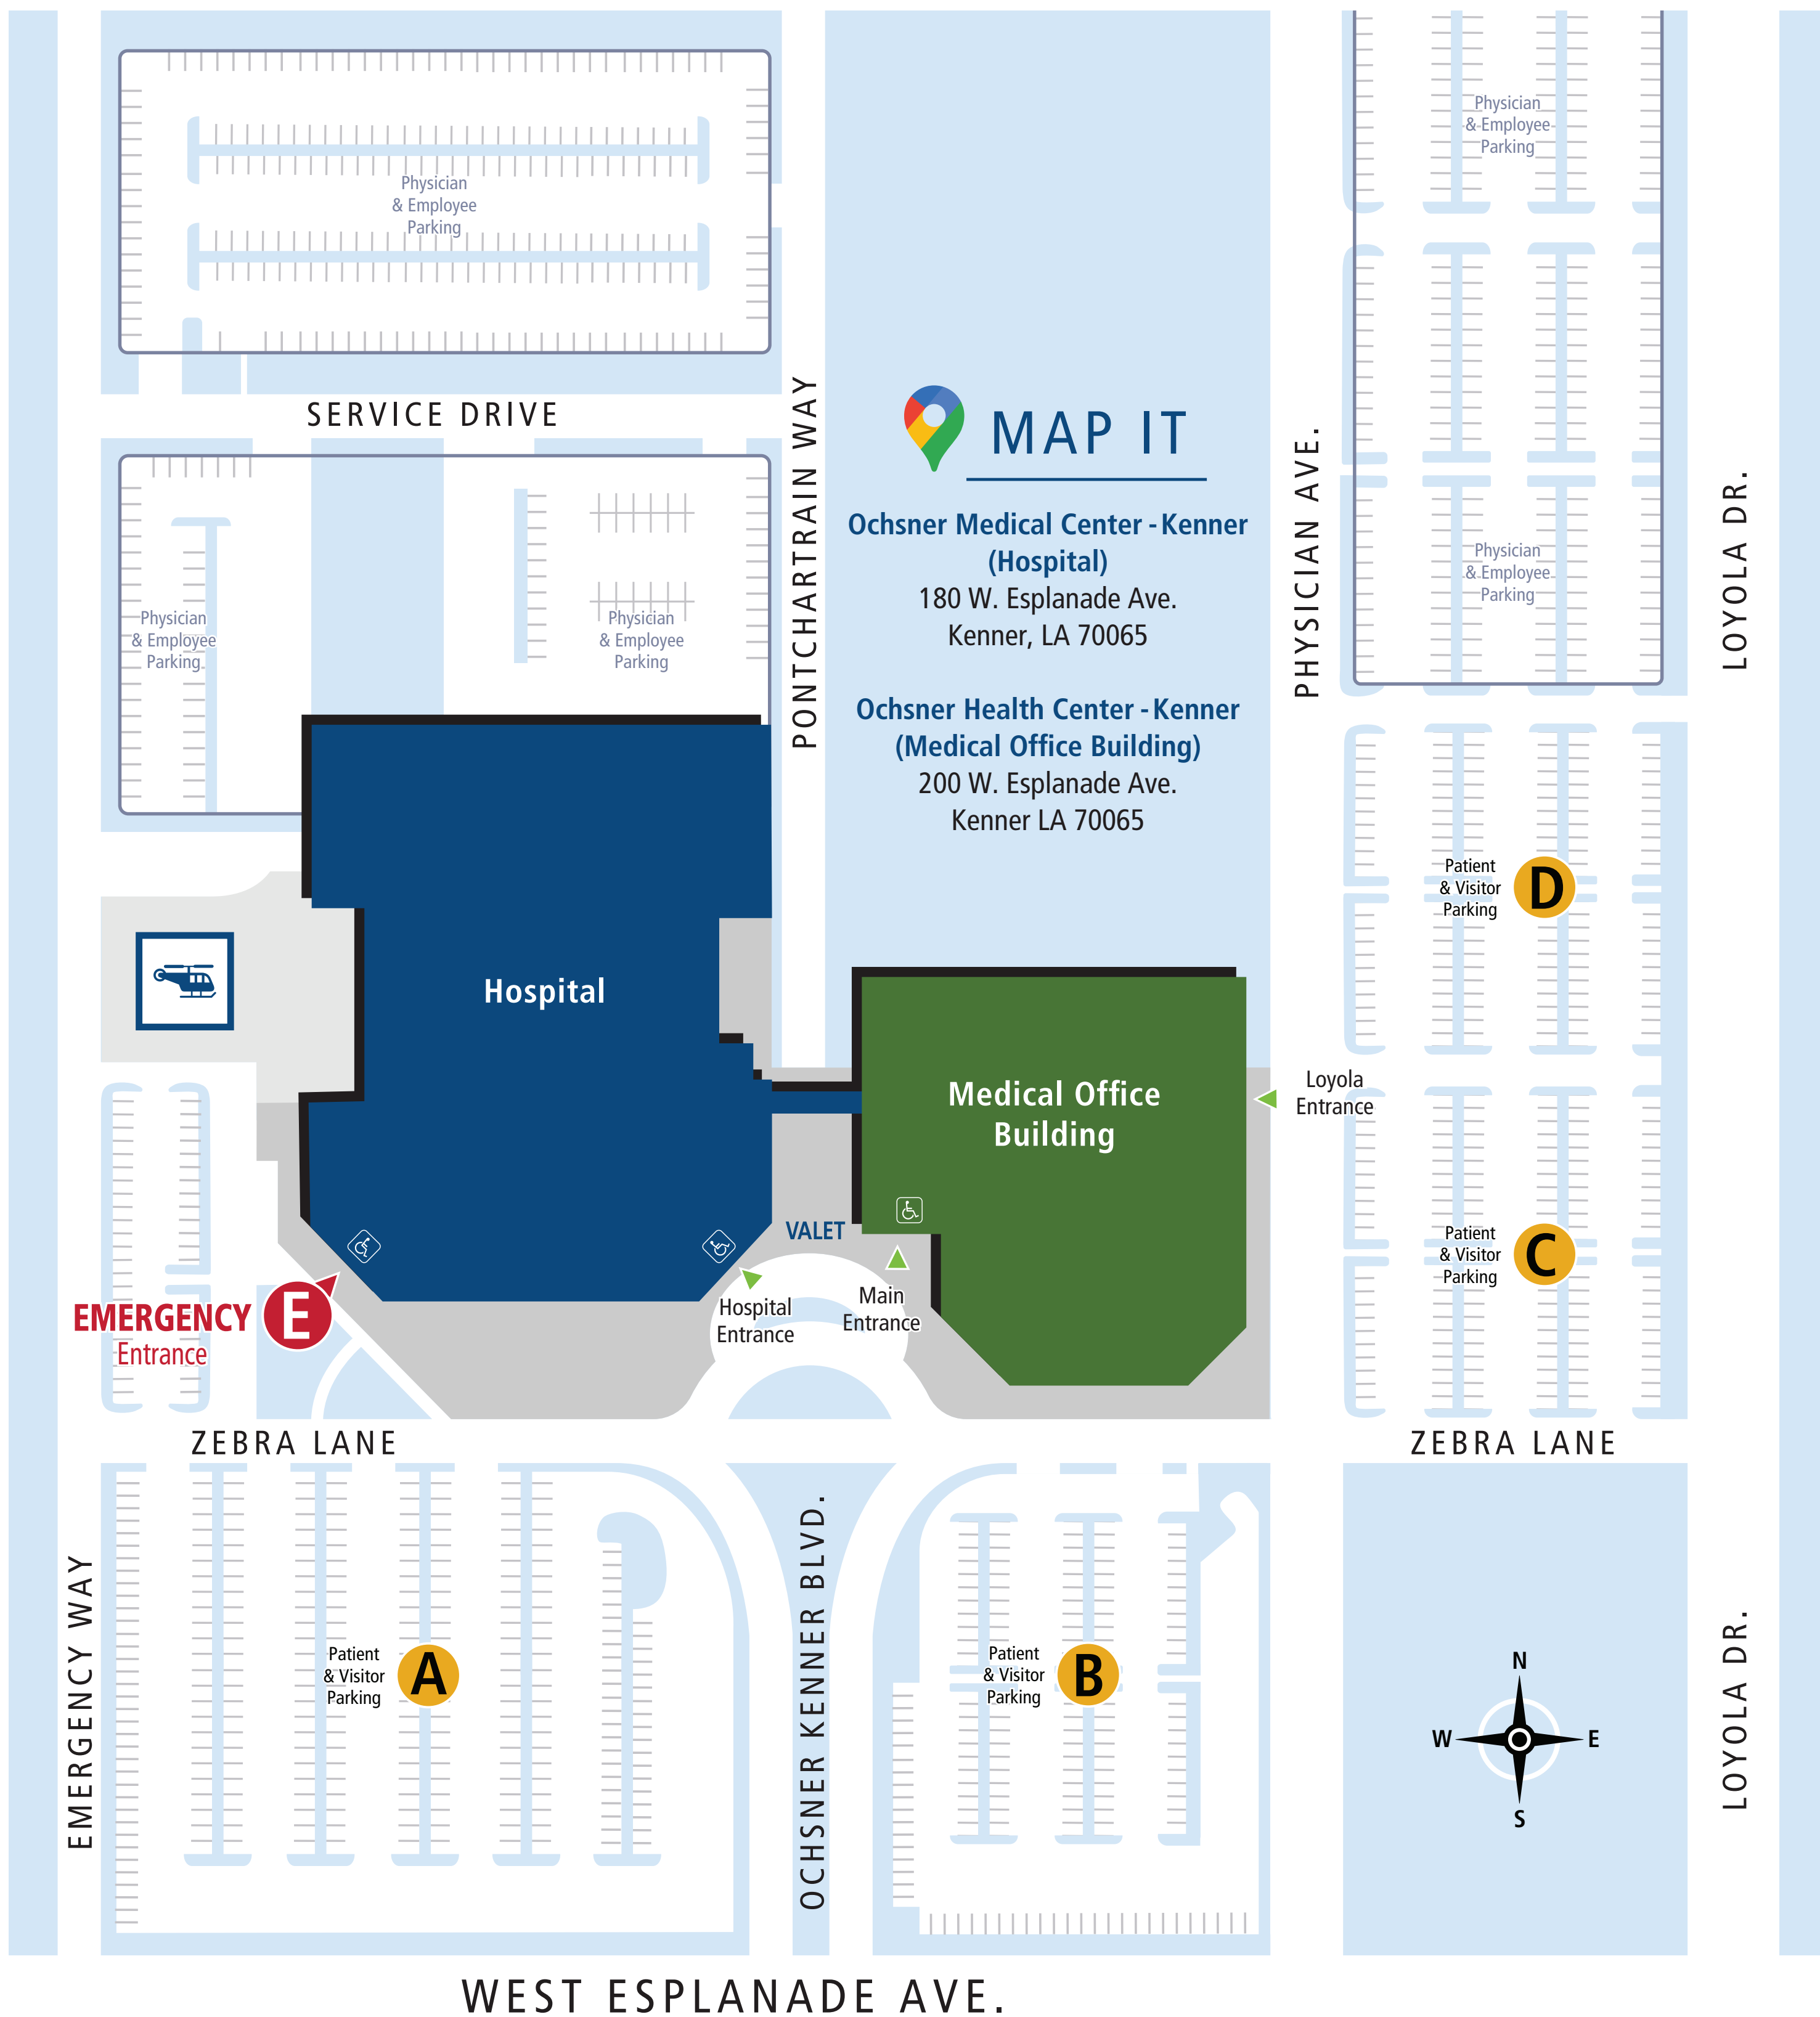 Physician
& Employee
Parking
Physician
& Employee
Parking
SERVICE DRIVE
PONTCHARTRAIN WAY
MAP IT
Ochsner Medical Center - Kenner
(Hospital)
180 W. Esplanade Ave.
Kenner, LA 70065
Ochsner Health Center - Kenner
(Medical Office Building)
200 W. Esplanade Ave.
Kenner LA 70065
PHYSICIAN AVE.
LOYOLA DR.
Physician
& Employee
Parking
Physician
& Employee
Parking
Physician
& Employee
Parking
Patient
& Visitor
Parking
D
Hospital
Medical Office
Building
Loyola
Entrance
VALET
Patient
& Visitor
Parking
C
EMERGENCY
Entrance
E
Hospital
Entrance
Main
Entrance
ZEBRA LANE
ZEBRA LANE
EMERGENCY WAY
Patient
& Visitor
Parking
A
OCHSNER KENNER BLVD.
Patient
& Visitor
Parking
B
N
W
E
S
LOYOLA DR.
WEST ESPLANADE AVE.